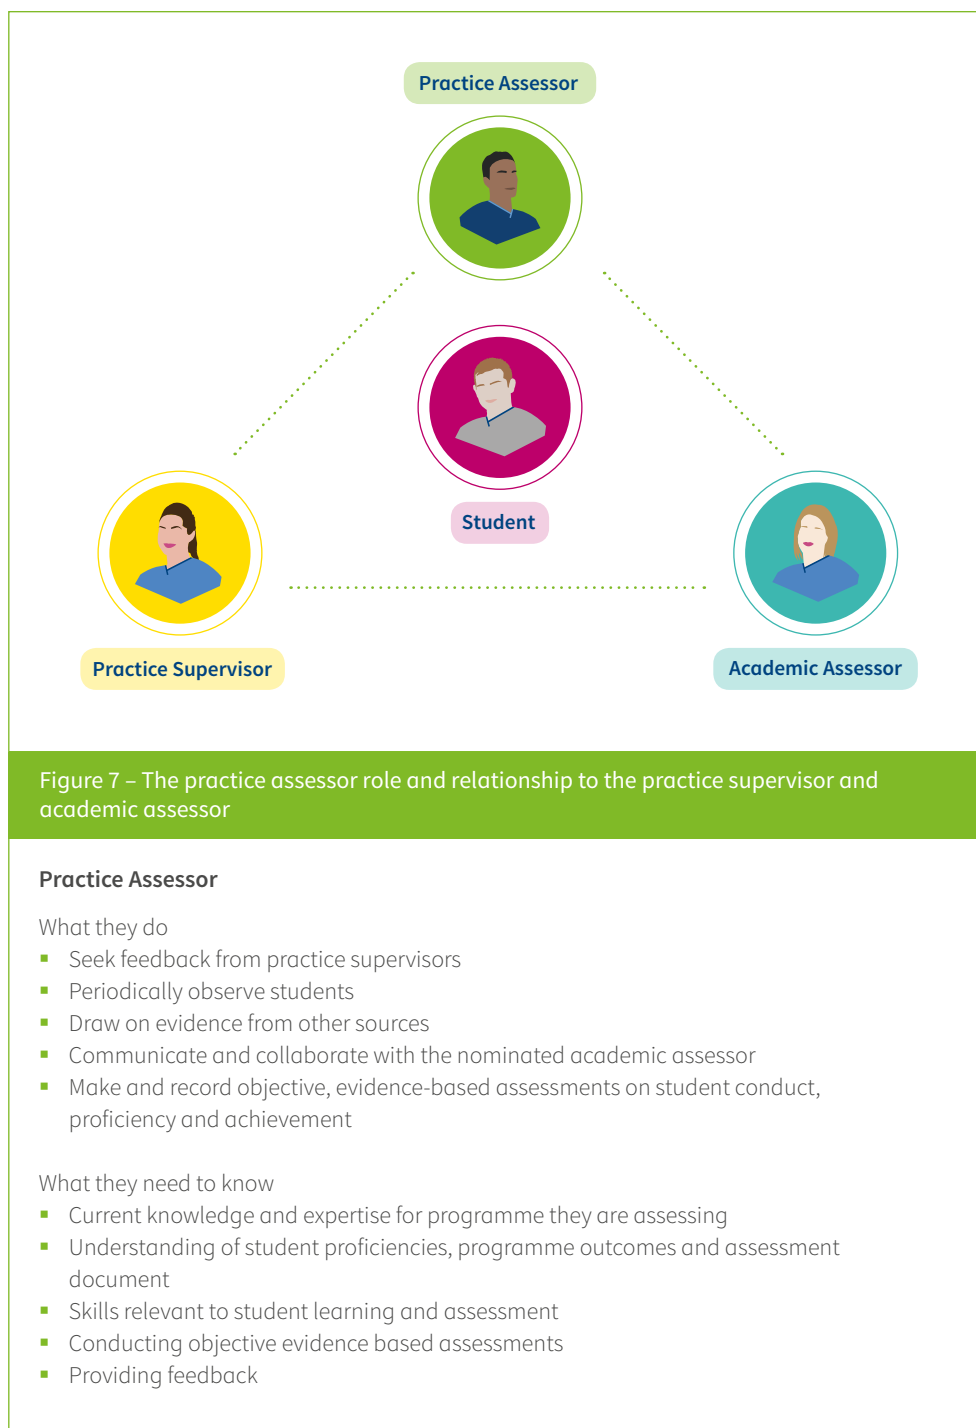 Practice Assessor
Student
Practice Supervisor
Academic Assessor
Figure 7 – The practice assessor role and relationship to the practice supervisor and
academic assessor
Practice Assessor
What they do
▪ Seek feedback from practice supervisors
▪ Periodically observe students
▪ Draw on evidence from other sources
▪ Communicate and collaborate with the nominated academic assessor
▪ Make and record objective, evidence-based assessments on student conduct,
proficiency and achievement
What they need to know
▪ Current knowledge and expertise for programme they are assessing
▪ Understanding of student proficiencies, programme outcomes and assessment
document
▪ Skills relevant to student learning and assessment
▪ Conducting objective evidence based assessments
▪ Providing feedback